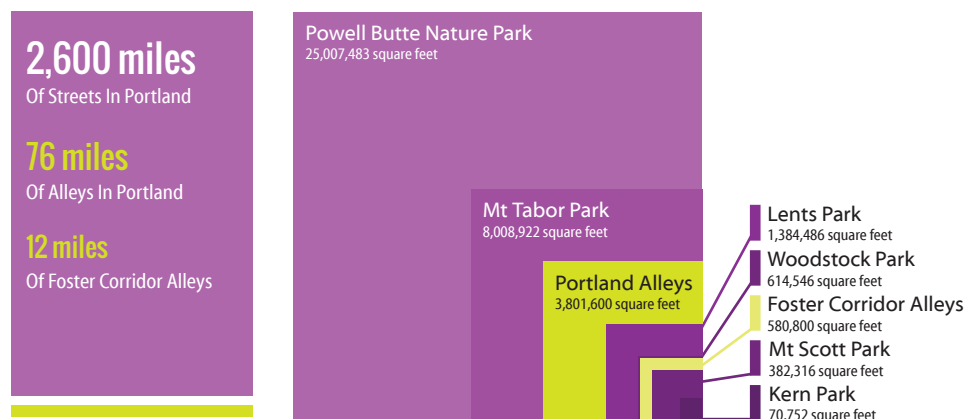 2,600 miles
Of Streets In Portland
76 miles
Of Alleys In Portland
12 miles
Of Foster Corridor Alleys
Powell Butte Nature Park
25,007,483 square feet
Mt Tabor Park
8,008,922 square feet
Portland Alleys
3,801,600 square feet
Lents Park
1,384,486 square feet
Woodstock Park
614,546 square feet
Foster Corridor Alleys
580,800 square feet
Mt Scott Park
382,316 square feet
Kern Park
70,752 square feet